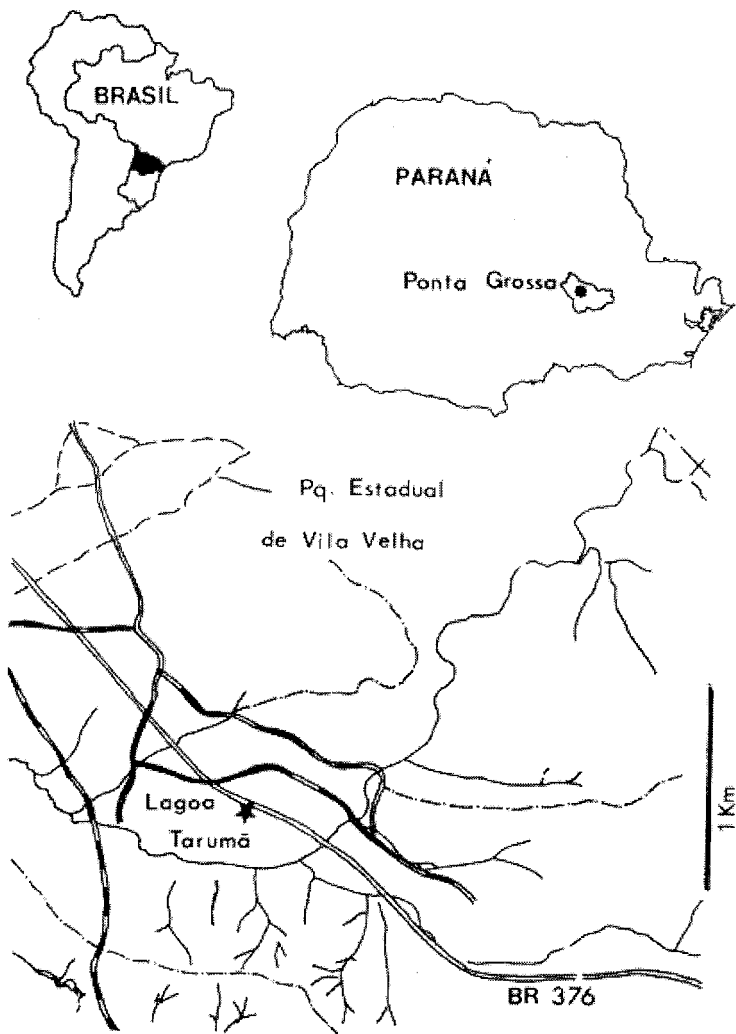 BRASIL
PARANÁ
Ponta Grossa
Pq. Estadual
de Vila Velha
Lagoa
Tarumã
1 Km
BR 376